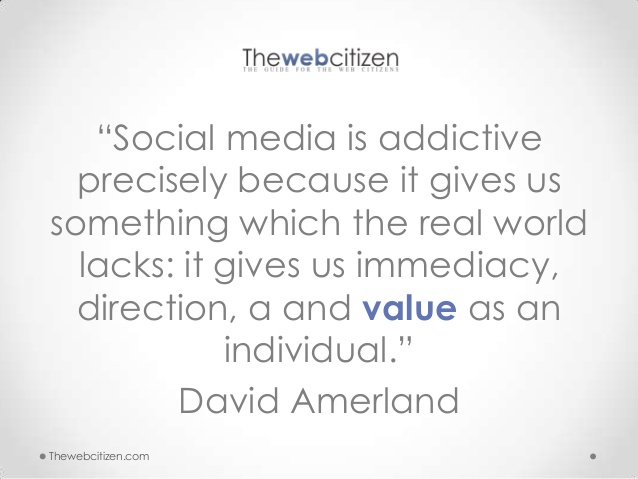 Thewebcitizen
THE GUIDE FOR THE WEB CITIZENS
“Social media is addictive
precisely because it gives us
something which the real world
lacks: it gives us immediacy,
direction, a and value as an
individual.”
David Amerland
Thewebcitizen.com